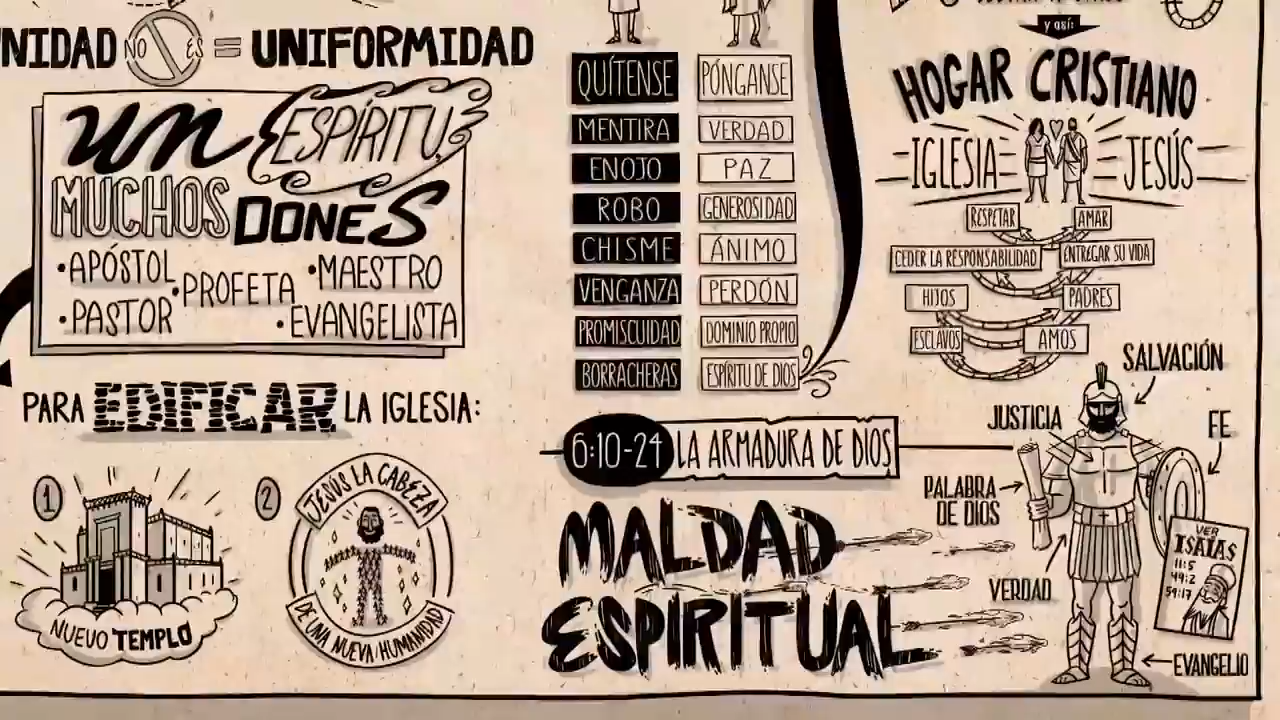 NIDAD NO ES = UNIFORMIDAD
un ESPÍRITU,
MUCHOS DONES
•APÓSTOL
•PROFETA
•MAESTRO
•PASTOR
•EVANGELISTA
PARA EDIFICAR LA IGLESIA:
1
NUEVO TEMPLO
2
JESÚS LA CABEZA
DE UNA NUEVA HUMANIDAD
QUÍTENSE PÓNGANSE
MENTIRA VERDAD
ENOJO PAZ
ROBO GENEROSIDAD
CHISME ÁNIMO
VENGANZA PERDÓN
PROMISCUIDAD DOMINIO PROPIO
BORRACHERAS ESPÍRITU DE DIOS
6:10-24 LA ARMADURA DE DIOS
MALDAD
ESPIRITUAL
y así:
HOGAR CRISTIANO
IGLESIA JESÚS
RESPETAR AMAR
CEDER LA RESPONSABILIDAD ENTREGAR SU VIDA
HIJOS PADRES
ESCLAVOS AMOS
SALVACIÓN
JUSTICIA
FE
PALABRA
DE DIOS
VERDAD
VER
ISAÍAS
11:5
49:2
59:17
EVANGELIO